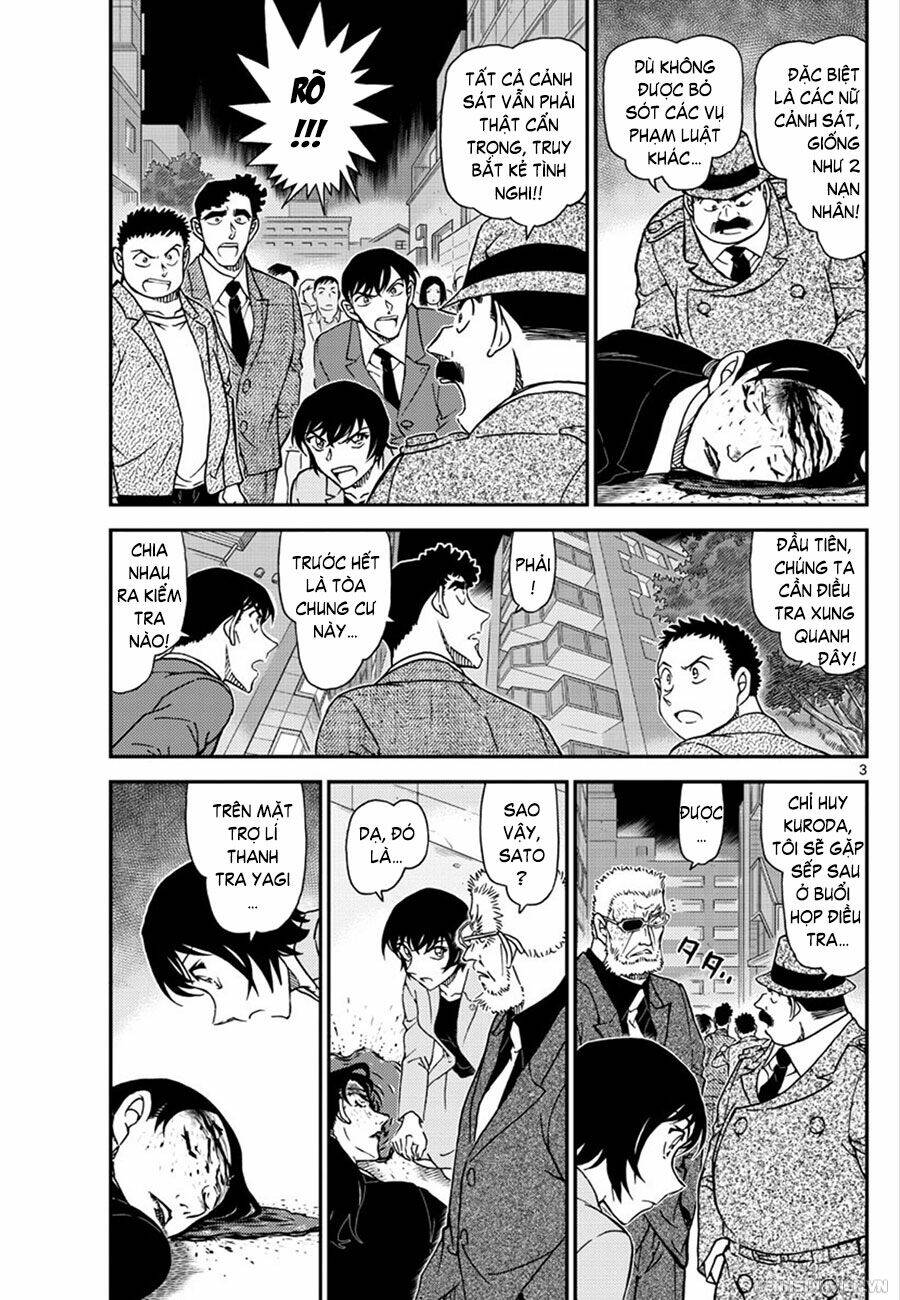 ĐẶC BIỆT
LÀ CÁC NỮ
CẢNH SÁT,
GIỐNG
NHƯ 2
NẠN
NHÂN!
DÙ KHÔNG
ĐƯỢC BỎ
SÓT CÁC VỤ
PHẠM LUẬT
KHÁC...
TẤT CẢ CẢNH
SÁT VẪN PHẢI
THẬT CẨN
TRỌNG, TRUY
BẮT KẺ TÌNH
NGHI!!
RÕ
!!!
ĐẦU TIÊN,
CHÚNG TA
CẦN ĐIỀU
TRA XUNG
QUANH
ĐÂY!
PHẢI
!
TRƯỚC HẾT
LÀ TÒA
CHUNG CƯ
NÀY...
CHIA
NHAU
RA KIỂM
TRA
NÀO!
3
CHỈ HUY
KURODA,
TÔI SẼ GẶP
SẾP SAU
Ở BUỔI
HỌP ĐIỀU
TRA...
ĐƯỢC
...
タタ..
SAO
VẬY,
SATO
?
DẠ, ĐÓ
LÀ...
TRÊN MẶT
TRỢ LÍ
THANH
TRA YAGI
...